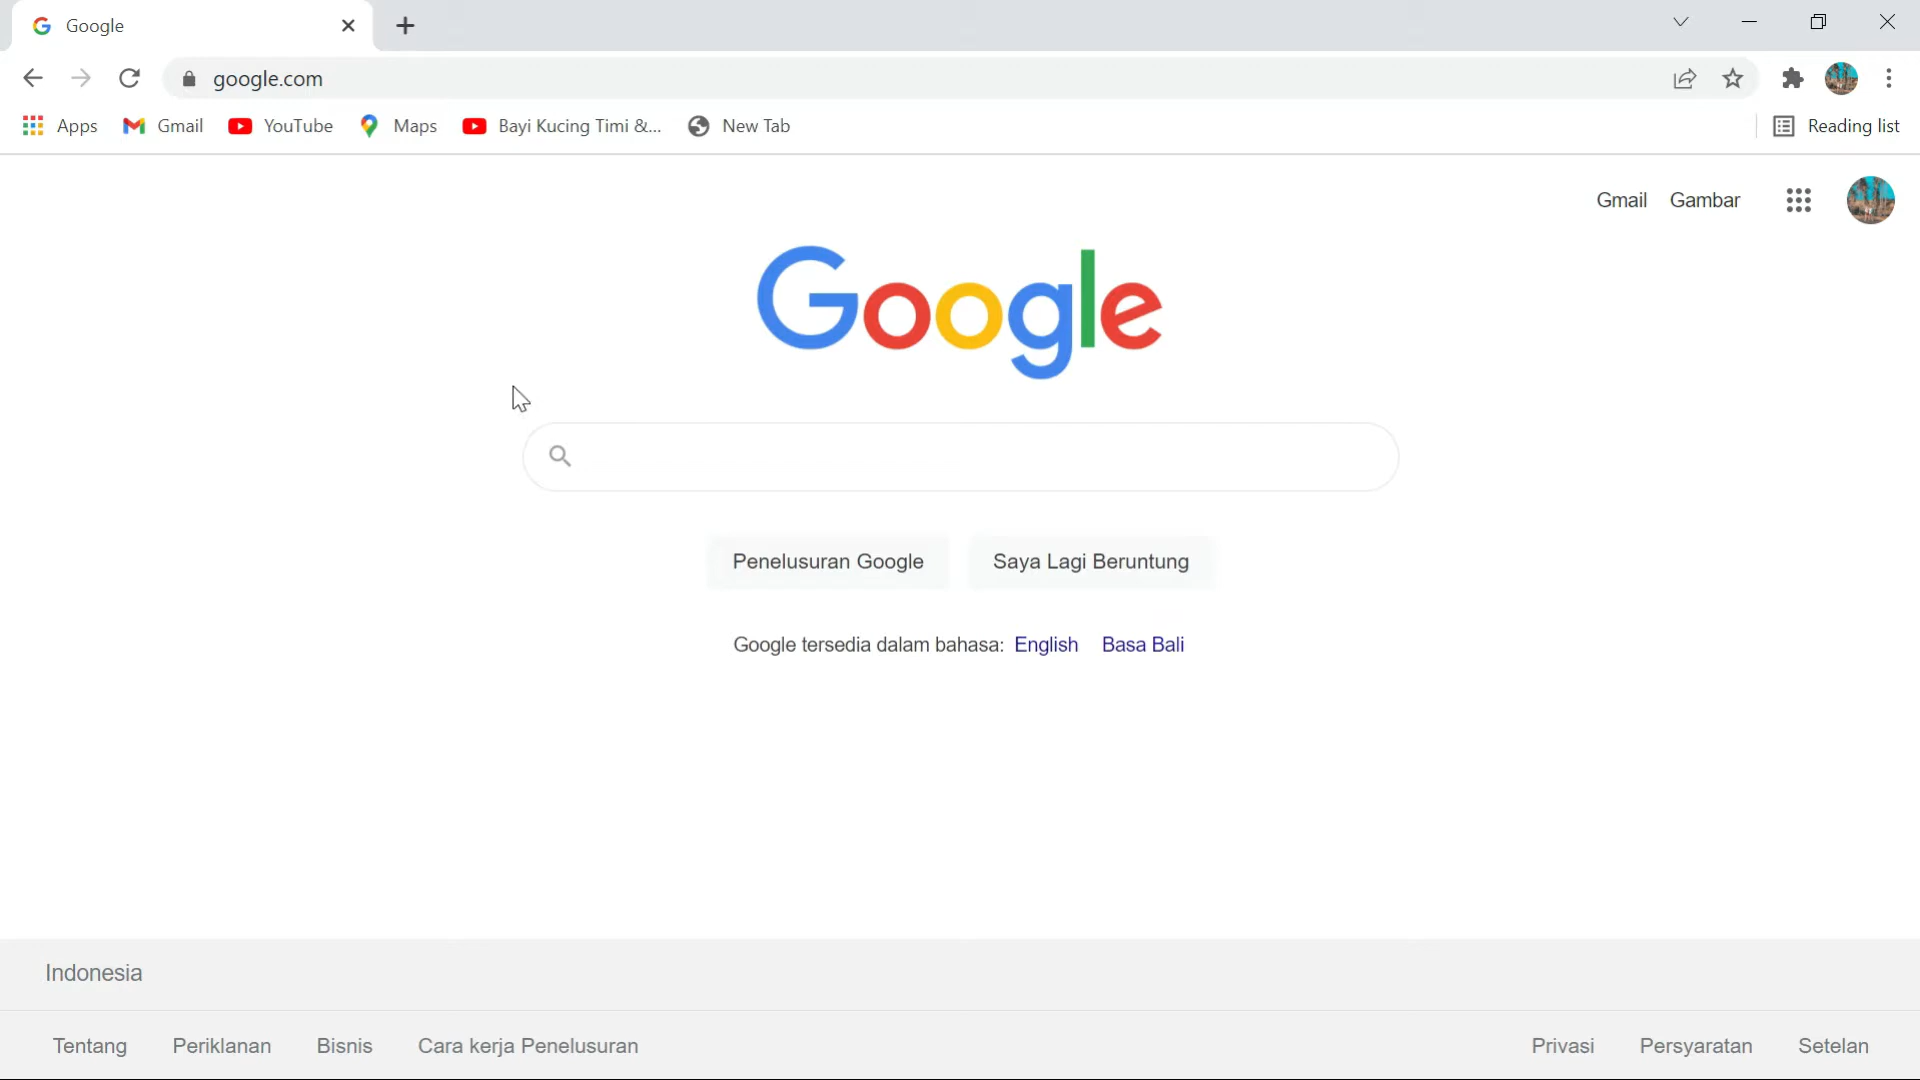 Google
google.com
Apps Gmail YouTube Maps Bayi Kucing Timi &... New Tab Reading list
Gmail Gambar
Google
Penelusuran Google Saya Lagi Beruntung
Google tersedia dalam bahasa: English Basa Bali
Indonesia
Tentang Periklanan Bisnis Cara kerja Penelusuran Privasi Persyaratan Setelan